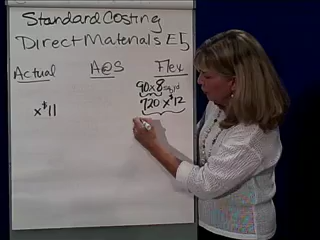 Standard Costing
Direct Materials E5
Actual A@S Flex
90 x 8 sq yd
x $11 720 x $12